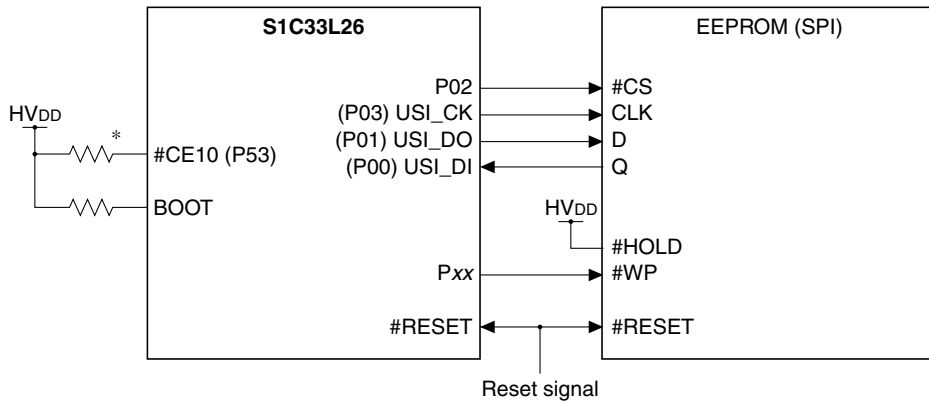 S1C33L26
EEPROM (SPI)
P02
#CS
HVDD
(P03) USI_CK
CLK
*
(P01) USI_DO
D
#CE10 (P53)
(P00) USI_DI
Q
BOOT
HVDD
#HOLD
Pxx
#WP
#RESET
#RESET
Reset signal